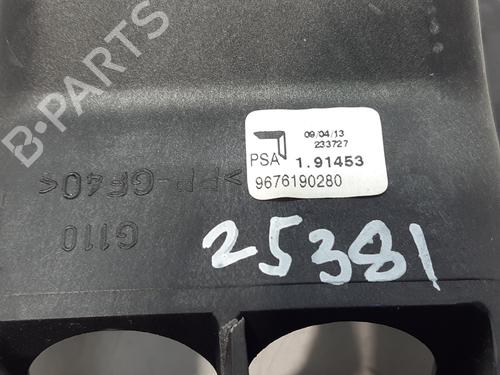 09/04/13
233727
PSA 1.91453
9676190280
>PP-GF40<
G110
25381
B-PARTS